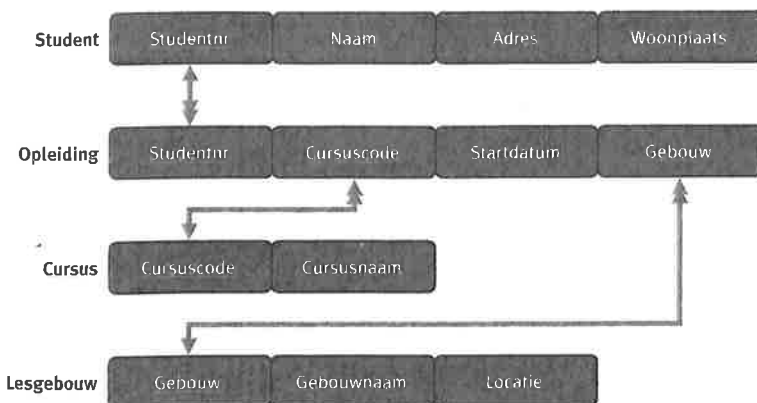 Student Studentnr Naam Adres Woonplaats
Opleiding Studentnr Cursuscode Startdatum Gebouw
Cursus Cursuscode Cursusnaam
Lesgebouw Gebouw Gebouwnaam Locatie